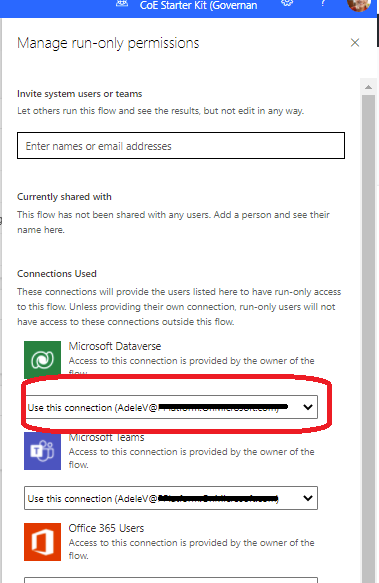 CoE Starter Kit (Governan
?
Manage run-only permissions
Invite system users or teams
Let others run this flow and see the results, but not edit in any way.
Enter names or email addresses
Currently shared with
This flow has not been shared with any users. Add a person and see their
name here.
Connections Used
These connections will provide the users listed here to have run-only access
to this flow. Unless providing their own connection, run-only users will not
have access to these connections outside this flow.
Microsoft Dataverse
Access to this connection is provided by the owner of the
flow.
Use this connection (AdeleV@
Microsoft Teams
Access to this connection is provided by the owner of the
flow.
Use this connection (AdeleV@
Office 365 Users
Access to this connection is provided by the owner of the
flow.